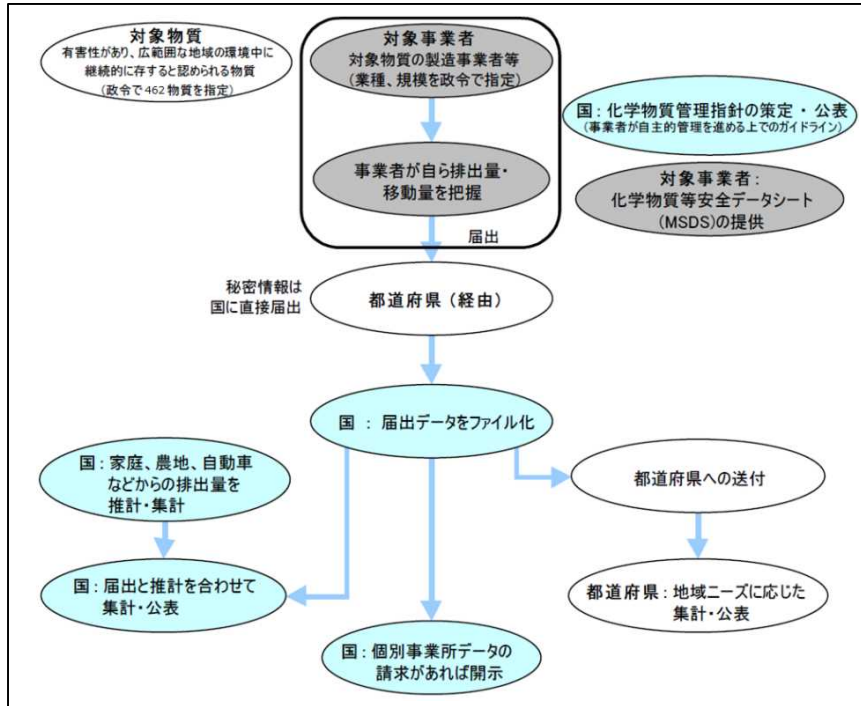 対象物質
有害性があり、広範囲な地域の環境中に
継続的に存すると認められる物質
(政令で462物質を指定)
対象事業者
対象物質の製造事業者等
(業種、規模を政令で指定)
国：化学物質管理指針の策定・公表
(事業者が自主的管理を進める上でのガイドライン)
事業者が自ら排出量・
移動量を把握
対象事業者：
化学物質等安全データシート
(MSDS)の提供
届出
秘密情報は
国に直接届出
都道府県(経由)
国：届出データをファイル化
国：家庭、農地、自動車
などからの排出量を
推計・集計
都道府県への送付
国：届出と推計を合わせて
集計・公表
都道府県：地域ニーズに応じた
集計・公表
国：個別事業所データの
請求があれば開示